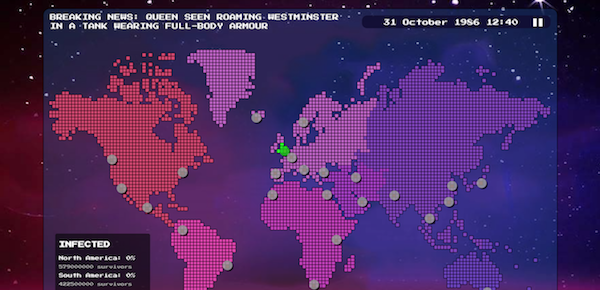 BREAKING NEWS: QUEEN SEEN ROAMING WESTMINSTER
IN A TANK WEARING FULL-BODY ARMOUR
31 October 1986 12:40
INFECTED
North America: 0%
579000000 survivors
South America: 0%
422500000 survivors